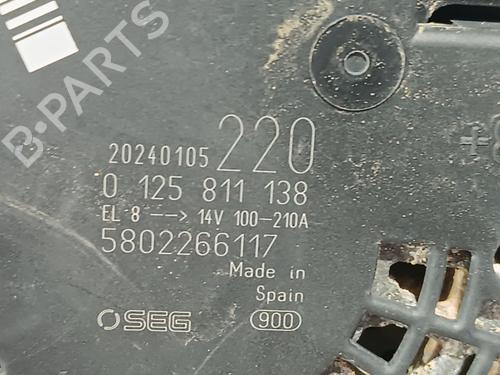 B-PARTS
20240105 220
0 125 811 138
EL 8 --> 14V 100-210A
5802266117
Made in
Spain
SEG 900